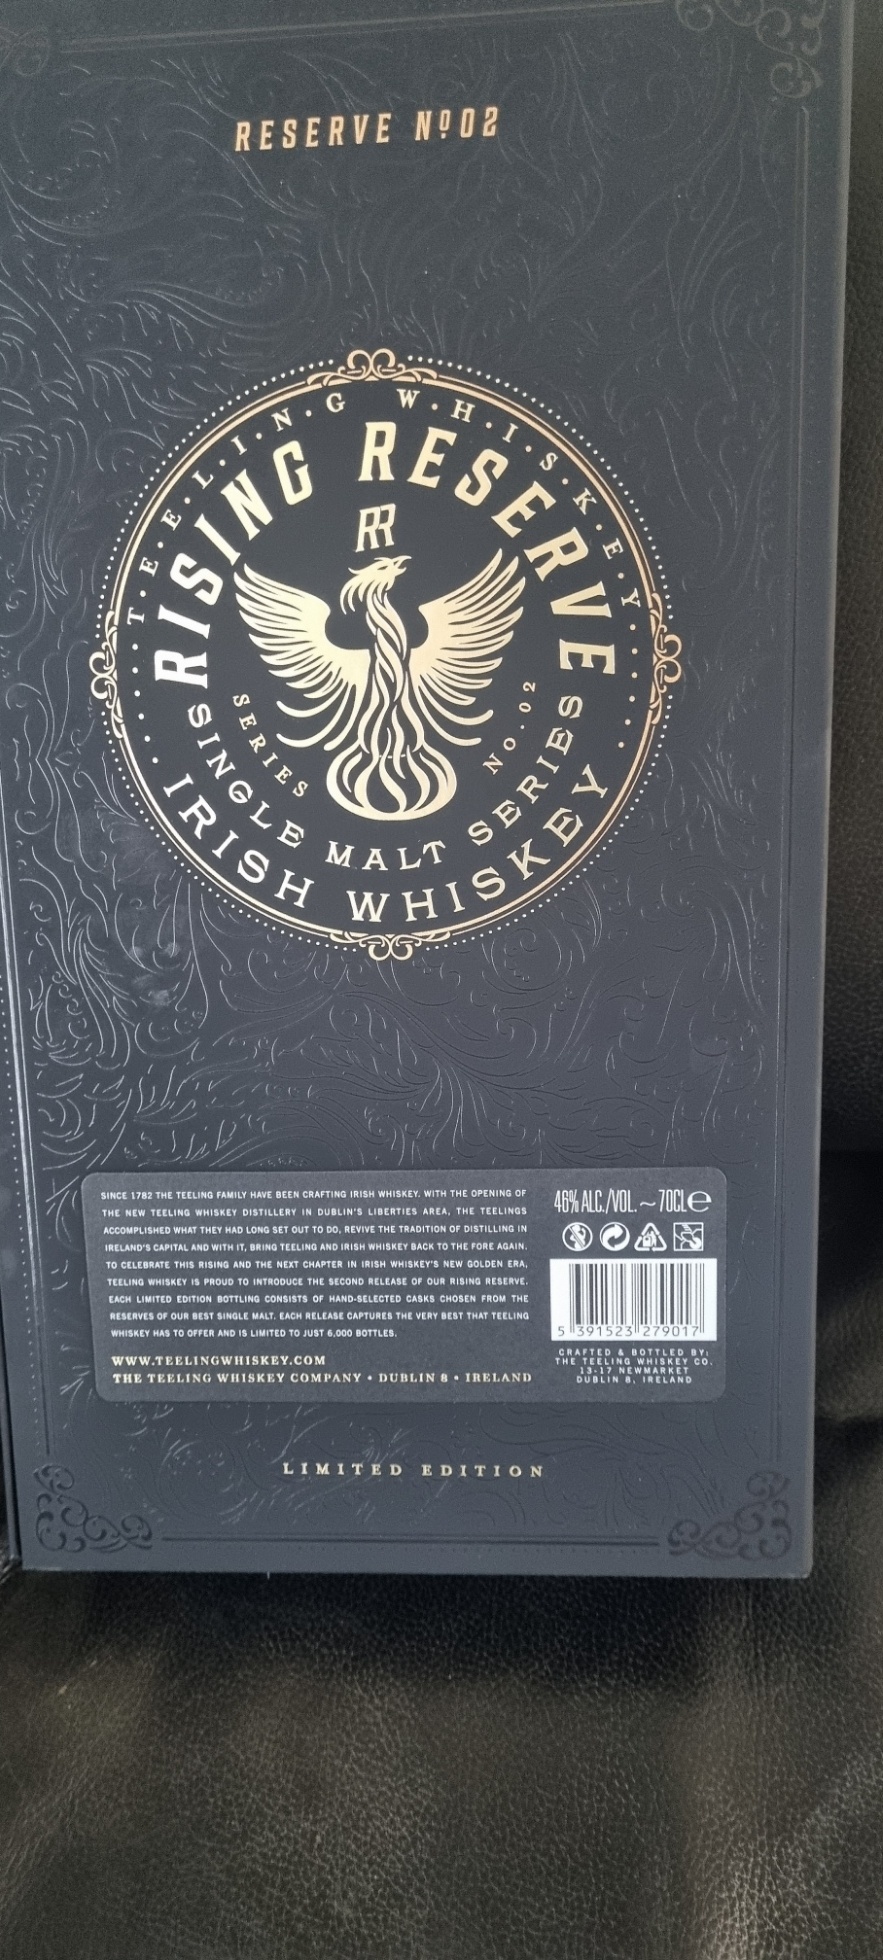 RESERVE Nº02
T·E·E·L·I·N·G W·H·I·S·K·E·Y
RISING RESERVE
RR
SERIES NO.02
SINGLE MALT SERIES
IRISH WHISKEY
SINCE 1782 THE TEELING FAMILY HAVE BEEN CRAFTING IRISH WHISKEY. WITH THE OPENING OF
THE NEW TEELING WHISKEY DISTILLERY IN DUBLIN'S LIBERTIES AREA, THE TEELINGS
ACCOMPLISHED WHAT THEY HAD LONG SET OUT TO DO, REVIVE THE TRADITION OF DISTILLING IN
IRELAND'S CAPITAL AND WITH IT, BRING TEELING AND IRISH WHISKEY BACK TO THE FORE AGAIN.
TO CELEBRATE THIS RISING AND THE NEXT CHAPTER IN IRISH WHISKEY'S NEW GOLDEN ERA,
TEELING WHISKEY IS PROUD TO INTRODUCE THE SECOND RELEASE OF OUR RISING RESERVE.
EACH LIMITED EDITION BOTTLING CONSISTS OF HAND-SELECTED CASKS CHOSEN FROM THE
RESERVES OF OUR BEST SINGLE MALT. EACH RELEASE CAPTURES THE VERY BEST THAT TEELING
WHISKEY HAS TO OFFER AND IS LIMITED TO JUST 6,000 BOTTLES.
WWW.TEELINGWHISKEY.COM
THE TEELING WHISKEY COMPANY • DUBLIN 8 • IRELAND
46% ALC./VOL. ~ 70CL ℮
5 391523 279017
CRAFTED & BOTTLED BY:
THE TEELING WHISKEY CO.
13-17 NEWMARKET
DUBLIN 8, IRELAND
LIMITED EDITION